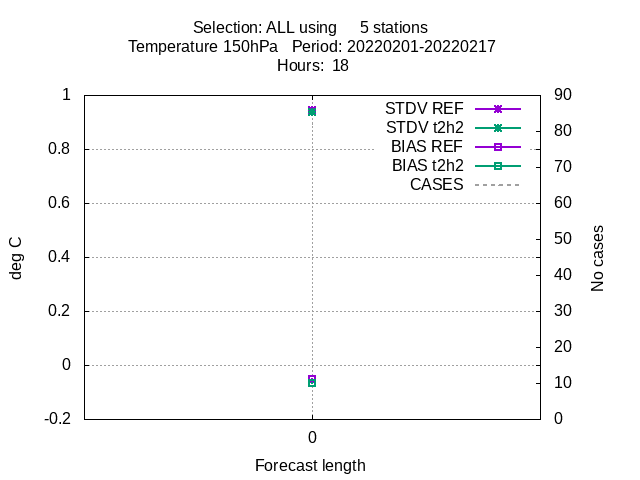 Selection: ALL using 5 stations
Temperature 150hPa Period: 20220201-20220217
Hours: 18
1
0.8
0.6
0.4
0.2
0
-0.2
deg C
STDV REF
STDV t2h2
BIAS REF
BIAS t2h2
CASES
90
80
70
60
50
40
30
20
10
0
No cases
0
Forecast length